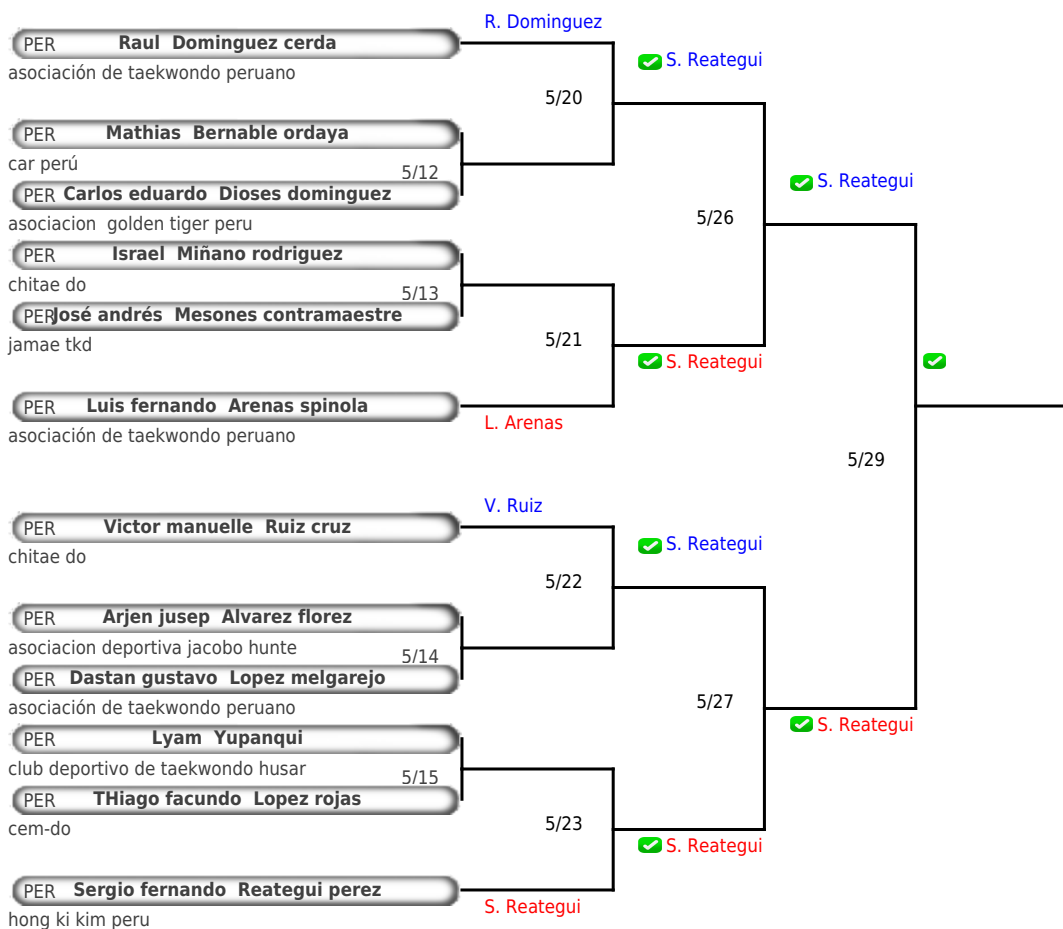 R. Dominguez
PER Raul Dominguez cerda
asociación de taekwondo peruano
S. Reategui
5/20
PER Mathias Bernable ordaya
car perú
5/12
PER Carlos eduardo Dioses dominguez
asociacion golden tiger peru
S. Reategui
5/26
PER Israel Miñano rodriguez
chitae do
5/13
PER José andrés Mesones contramaestre
jamae tkd
5/21
S. Reategui
PER Luis fernando Arenas spinola
asociación de taekwondo peruano
L. Arenas
5/29
V. Ruiz
PER Victor manuelle Ruiz cruz
chitae do
S. Reategui
5/22
PER Arjen jusep Alvarez florez
asociacion deportiva jacobo hunte
5/14
PER Dastan gustavo Lopez melgarejo
asociación de taekwondo peruano
5/27
S. Reategui
PER Lyam Yupanqui
club deportivo de taekwondo husar
5/15
PER THiago facundo Lopez rojas
cem-do
5/23
S. Reategui
PER Sergio fernando Reategui perez
hong ki kim peru
S. Reategui